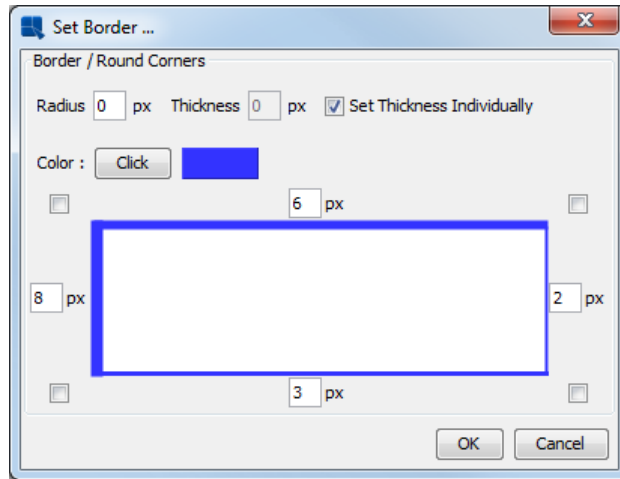 Set Border ...
Border / Round Corners
Radius 0 px Thickness 0 px Set Thickness Individually
Color : Click
6 px
8 px
2 px
3 px
OK Cancel